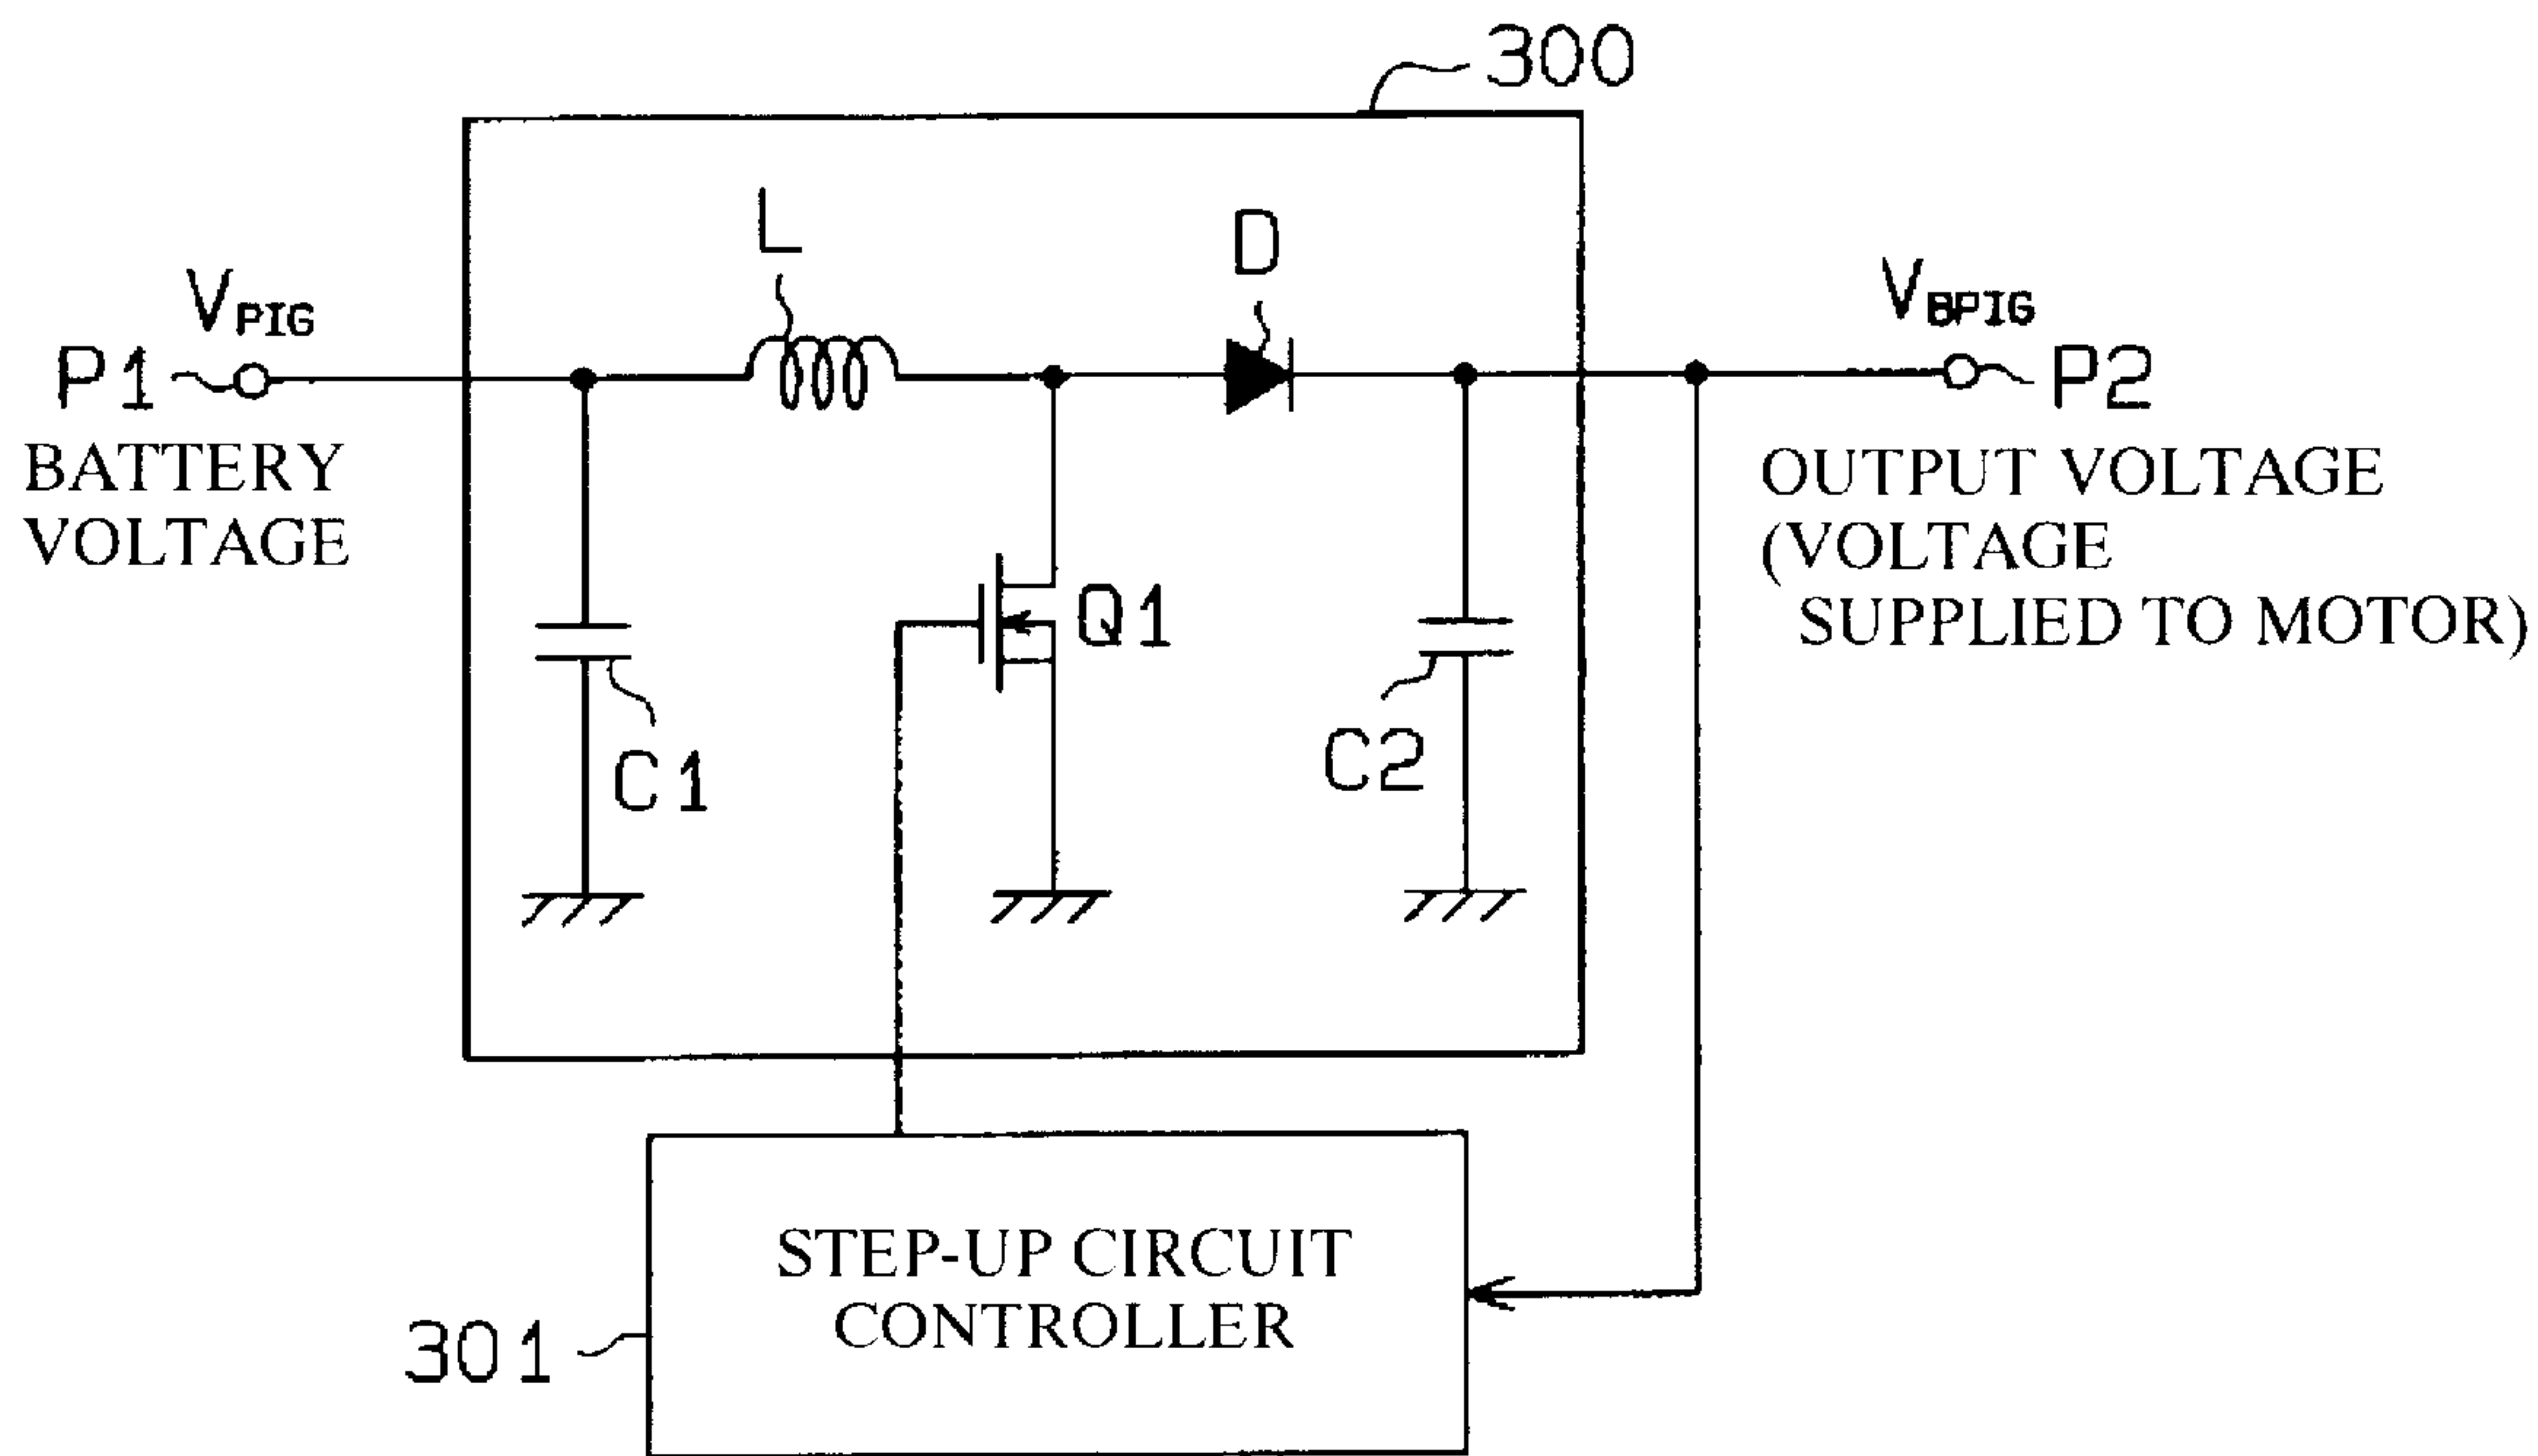 300
L
D
VPIG
VBPIG
P1
P2
BATTERY
VOLTAGE
OUTPUT VOLTAGE
(VOLTAGE
SUPPLIED TO MOTOR)
Q1
C1
C2
STEP-UP CIRCUIT
CONTROLLER
301